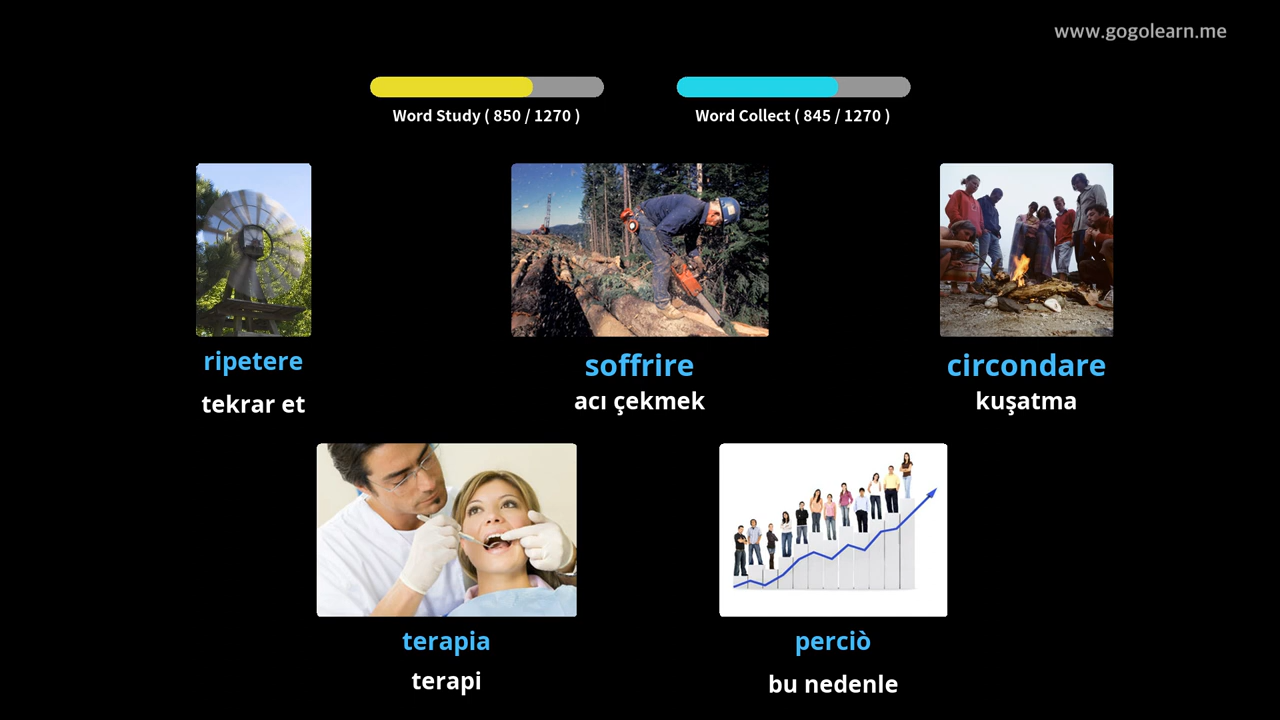 www.gogolearn.me
Word Study ( 850 / 1270 )
Word Collect ( 845 / 1270 )
ripetere
tekrar et
soffrire
acı çekmek
circondare
kuşatma
terapia
terapi
perciò
bu nedenle